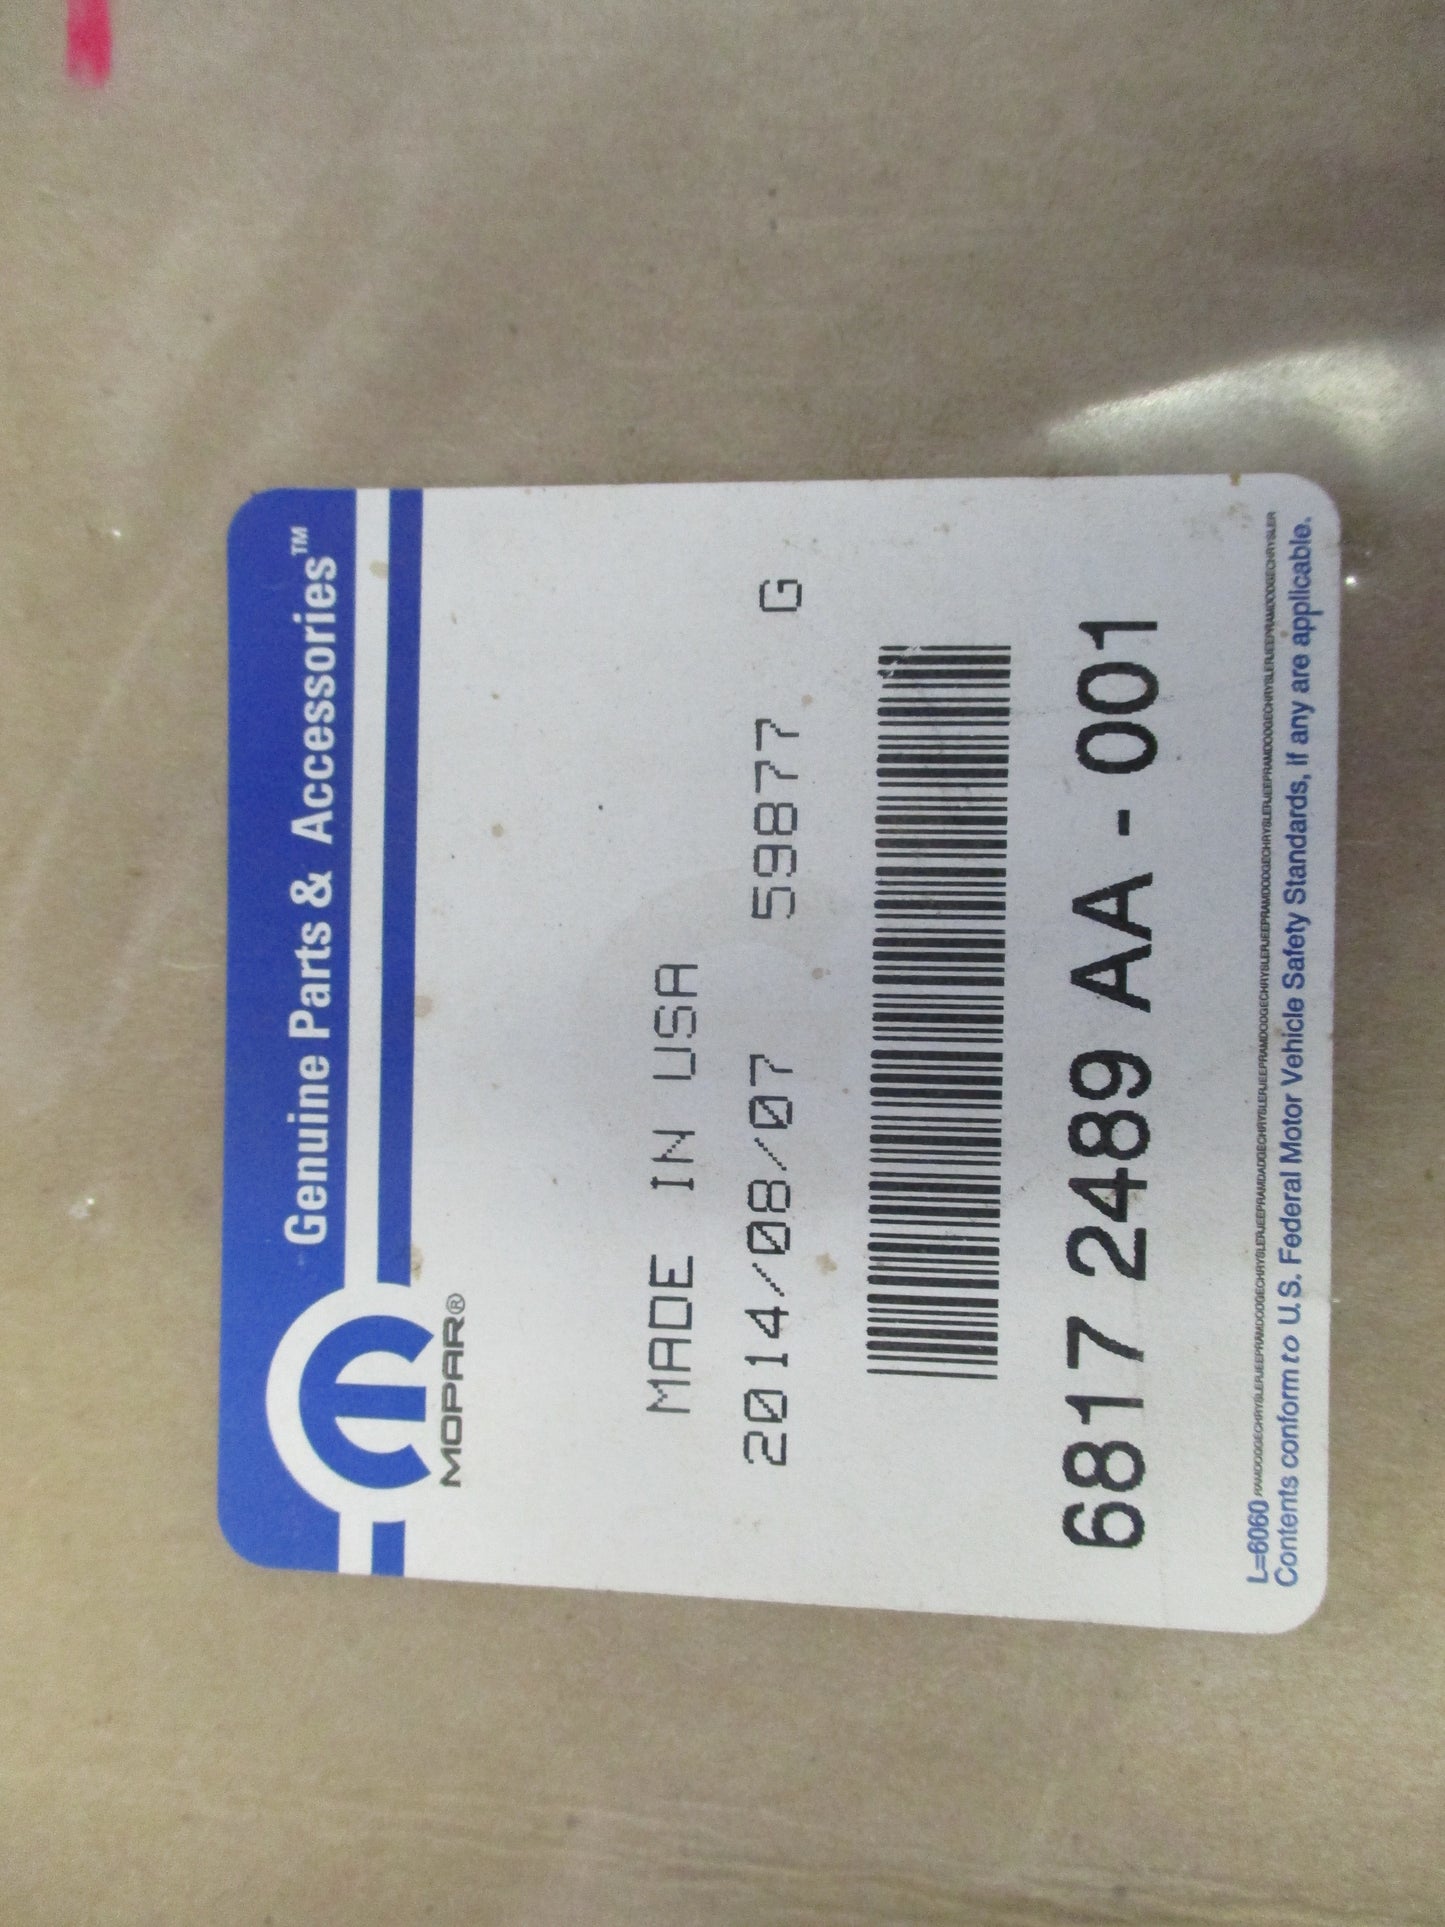 Genuine Parts & Accessories™
MOPAR®
MADE IN USA
2014/08/07 59877 G
6817 2489 AA - 001
L=6060
Contents conform to U.S. Federal Motor Vehicle Safety Standards, if any are applicable.